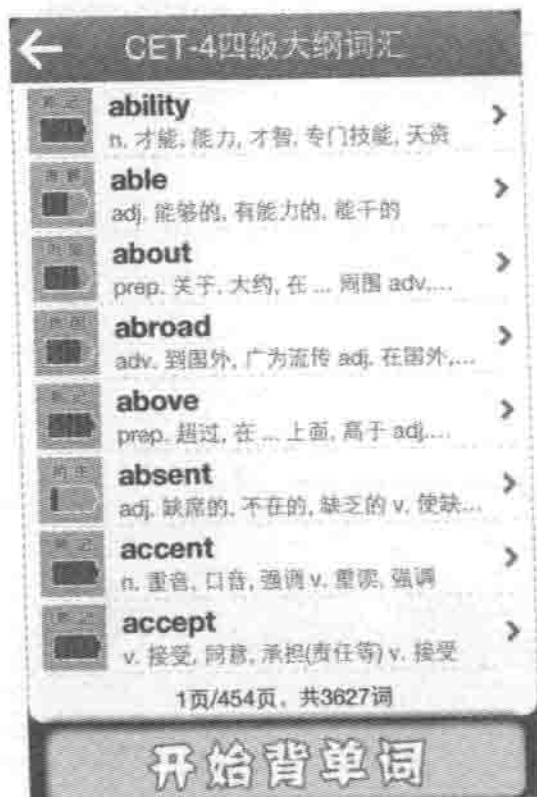 CET-4四级大纲词汇
ability
n. 才能, 能力, 才智, 专门技能, 天资
able
adj. 能够的, 有能力的, 能干的
about
prep. 关于, 大约, 在 ... 周围 adv....
abroad
adv. 到国外, 广为流传 adj. 在国外,...
above
prep. 超过, 在 ... 上面, 高于 adj....
absent
adj. 缺席的, 不在的, 缺乏的 v. 使缺...
accent
n. 重音, 口音, 强调 v. 重读, 强调
accept
v. 接受, 同意, 承担(责任等) v. 接受
1页/454页, 共3627词
开始背单词